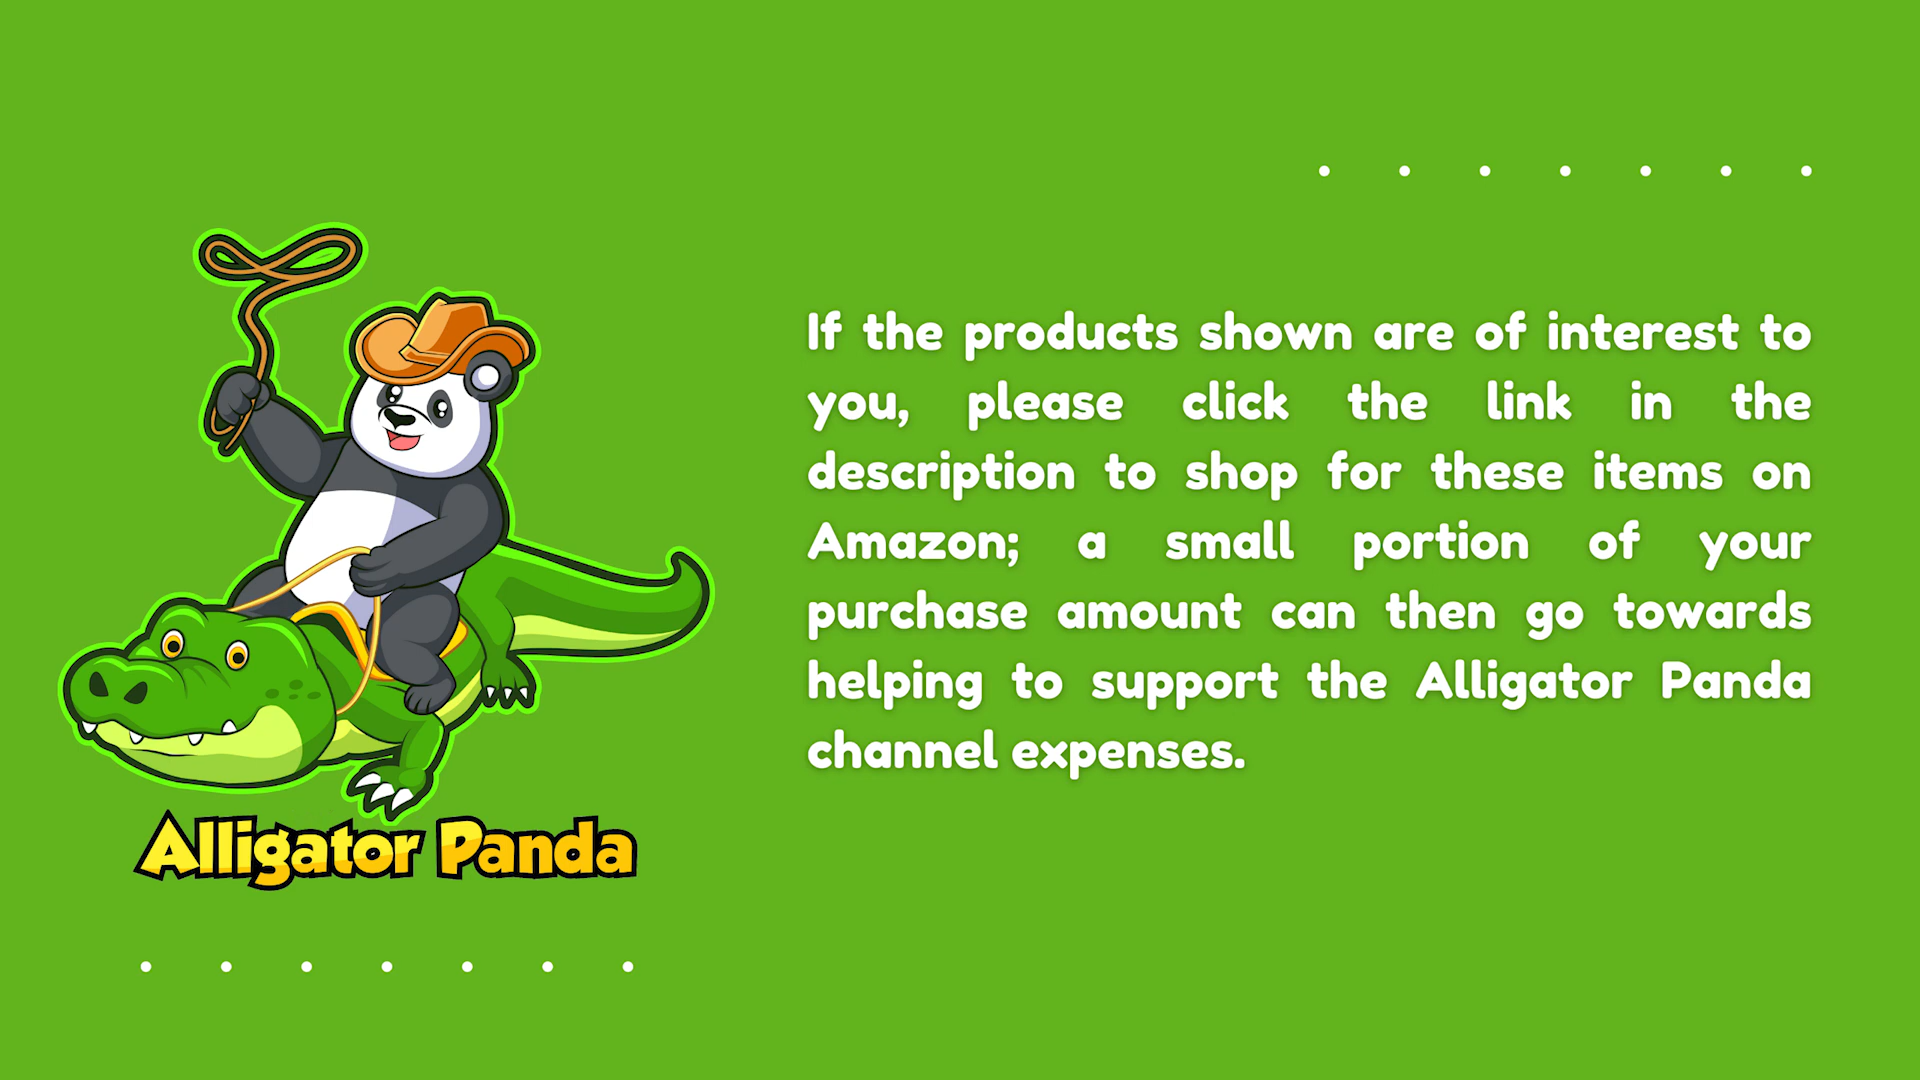 If the products shown are of interest to
you, please click the link in the
description to shop for these items on
Amazon; a small portion of your
purchase amount can then go towards
helping to support the Alligator Panda
channel expenses.
Alligator Panda